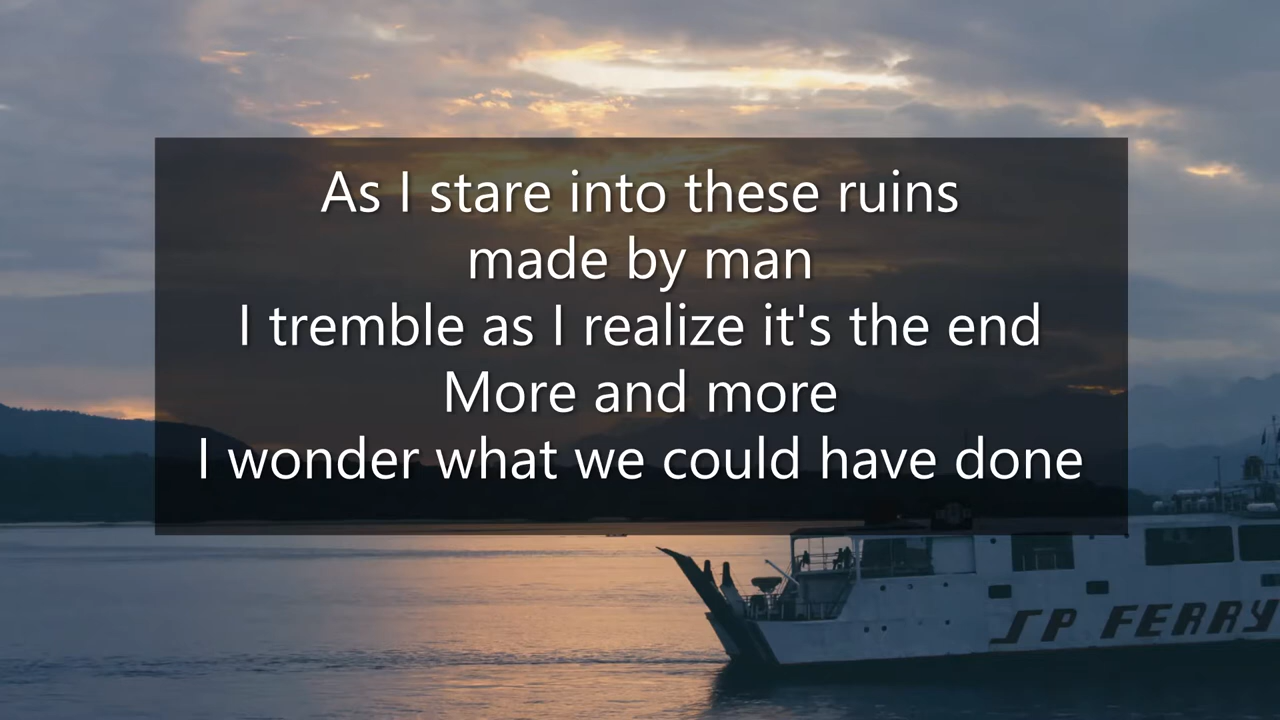 As I stare into these ruins
made by man
I tremble as I realize it's the end
More and more
I wonder what we could have done
SP FERRY